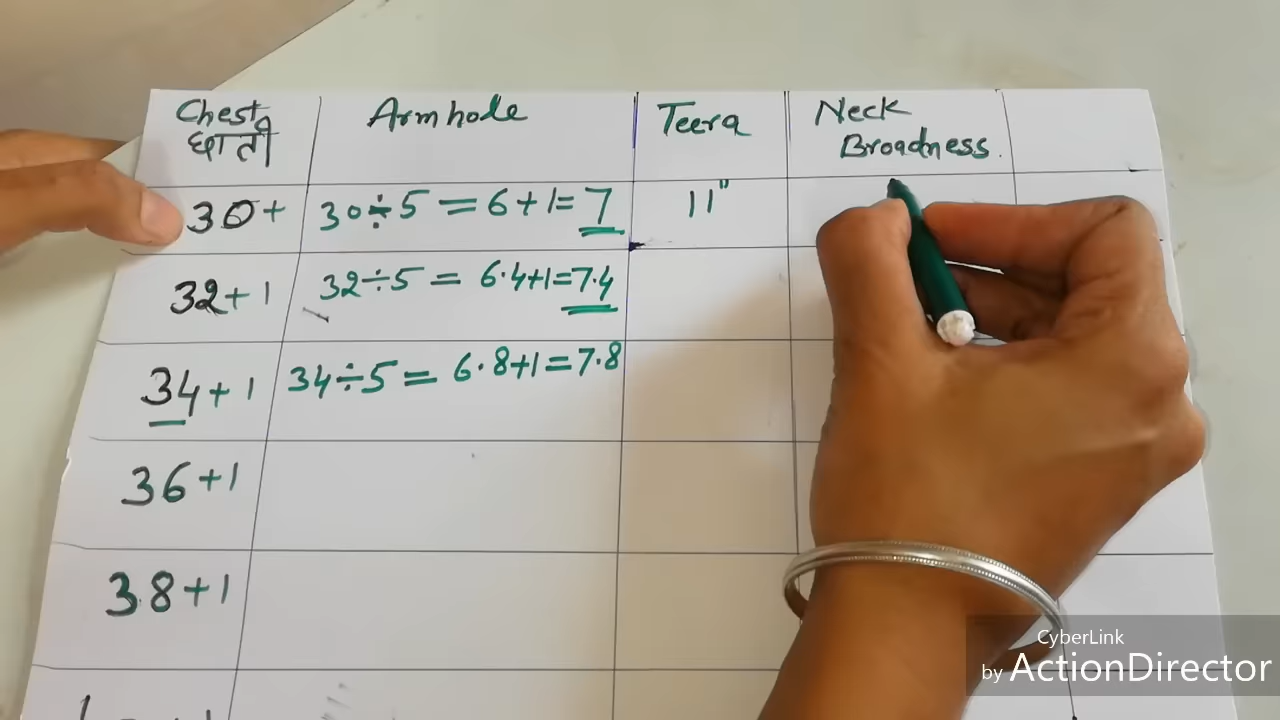 Chest Armhole Teera Neck
छाती Broadness.
30+ 30÷5 = 6+1= 7 11"
32+1 32÷5 = 6.4+1=7.4
34+1 34÷5 = 6.8+1=7.8
36+1
38+1
CyberLink
by ActionDirector